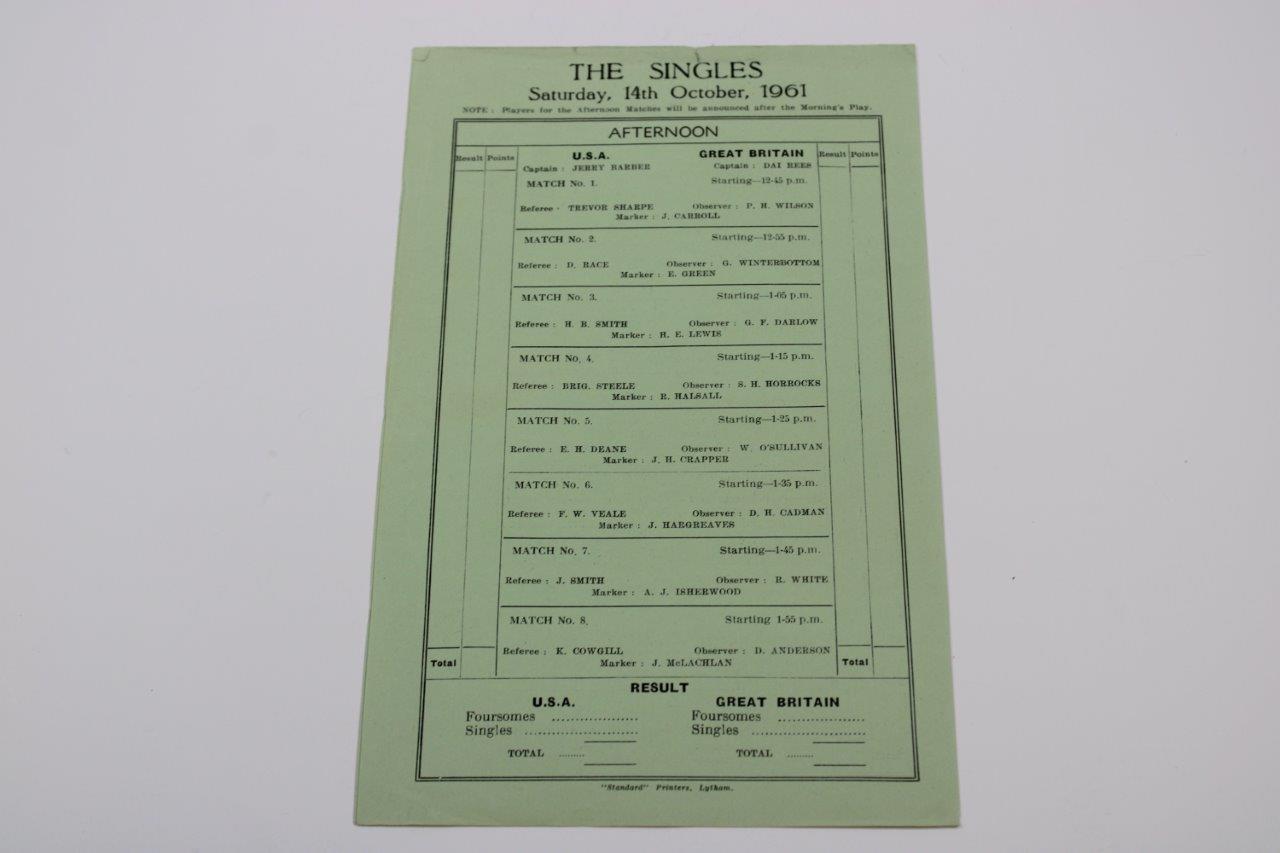 THE SINGLES
Saturday, 14th October, 1961
NOTE : Players for the Afternoon Matches will be announced after the Morning's Play.
AFTERNOON
Result Points U.S.A. GREAT BRITAIN Result Points
Captain : JERRY BARBER Captain : DAI REES
MATCH No. 1. Starting—12-45 p.m.
Referee · TREVOR SHARPE Observer : P. H. WILSON
Marker : J. CARROLL
MATCH No. 2. Starting—12-55 p.m.
Referee : D. RACE Observer : G. WINTERBOTTOM
Marker : E. GREEN
MATCH No. 3. Starting—1-05 p.m.
Referee : H. B. SMITH Observer : G. F. DARLOW
Marker : H. E. LEWIS
MATCH No. 4. Starting—1-15 p.m.
Referee : BRIG. STEELE Observer : S. H. HORROCKS
Marker : R. HALSALL
MATCH No. 5. Starting—1-25 p.m.
Referee : E. H. DEANE Observer : W. O'SULLIVAN
Marker : J. H. CRAPPER
MATCH No. 6. Starting—1-35 p.m.
Referee : F. W. VEALE Observer : D. H. CADMAN
Marker : J. HARGREAVES
MATCH No. 7. Starting—1-45 p.m.
Referee : J. SMITH Observer : R. WHITE
Marker : A. J. ISHERWOOD
MATCH No. 8. Starting 1-55 p.m.
Referee : K. COWGILL Observer : D. ANDERSON
Total Marker : J. McLACHLAN Total
RESULT
U.S.A. GREAT BRITAIN
Foursomes .................... Foursomes ....................
Singles .......................... Singles ..........................
TOTAL ......... TOTAL .........
"Standard" Printers, Lytham.